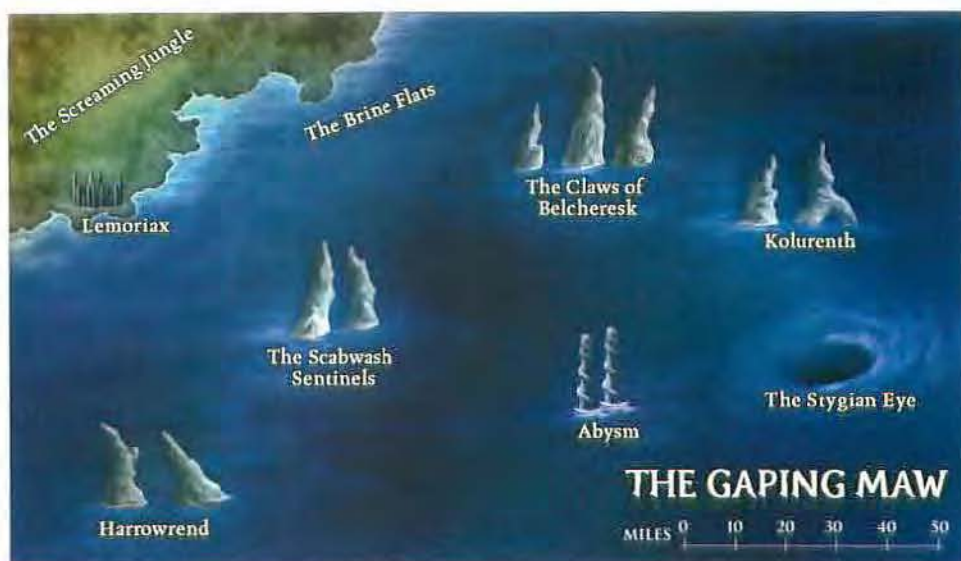 The Screaming Jungle
The Brine Flats
The Claws of
Belcheresk
Lemoriax
Kolurenth
The Scabwash
Sentinels
The Stygian Eye
Abysm
THE GAPING MAW
Harrowrend
MILES 0 10 20 30 40 50